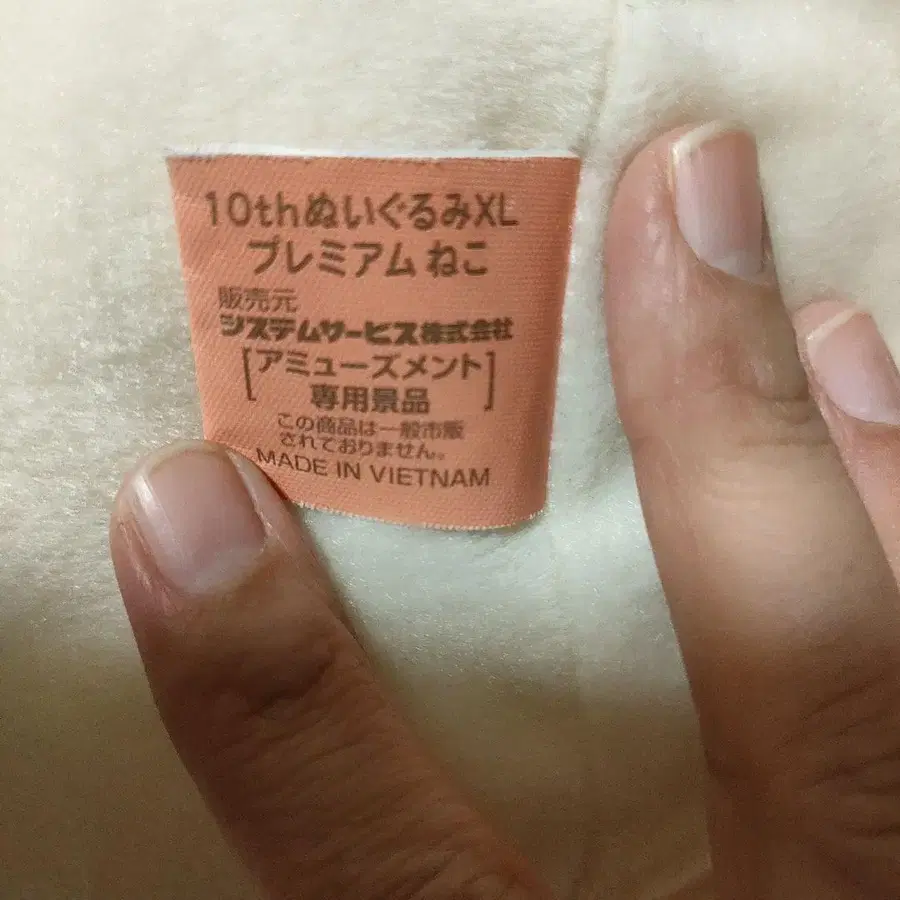 10thぬいぐるみXL
プレミアム ねこ
販売元
システムサービス株式会社
[アミューズメント
専用景品]
この商品は一般市販
されておりません。
MADE IN VIETNAM